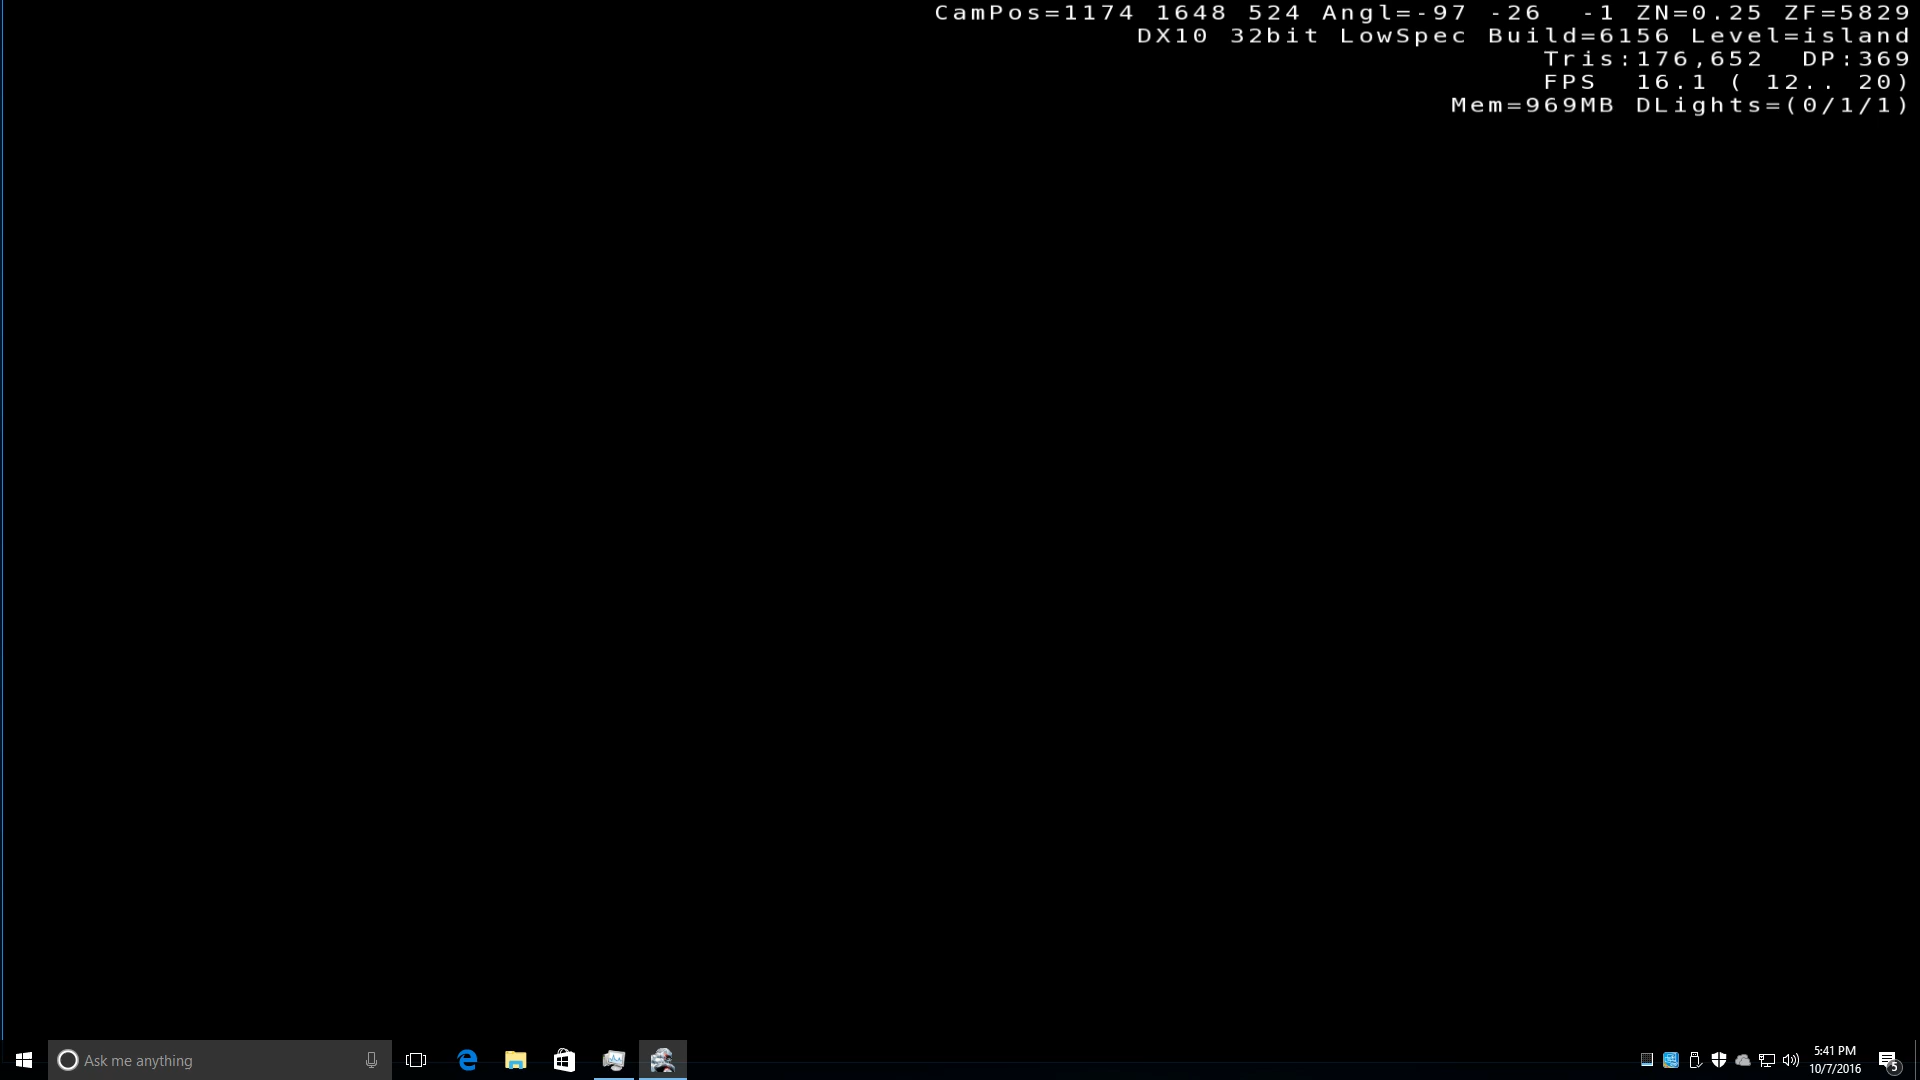 CamPos=1174 1648 524 Angl=-97 -26 -1 ZN=0.25 ZF=5829
DX10 32bit LowSpec Build=6156 Level=island
Tris:176,652 DP:369
FPS 16.1 ( 12.. 20)
Mem=969MB DLights=(0/1/1)
Ask me anything
5:41 PM
10/7/2016
5